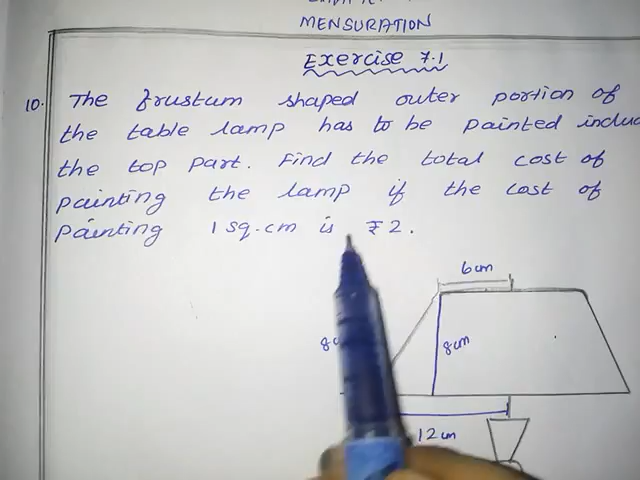 MENSURATION
Exercise 7.1
10. The frustum shaped outer portion of
the table lamp has to be painted includ
the top part. Find the total cost of
painting the lamp if the cost of
painting 1 sq.cm is ₹2.
6cm
8cm
12cm